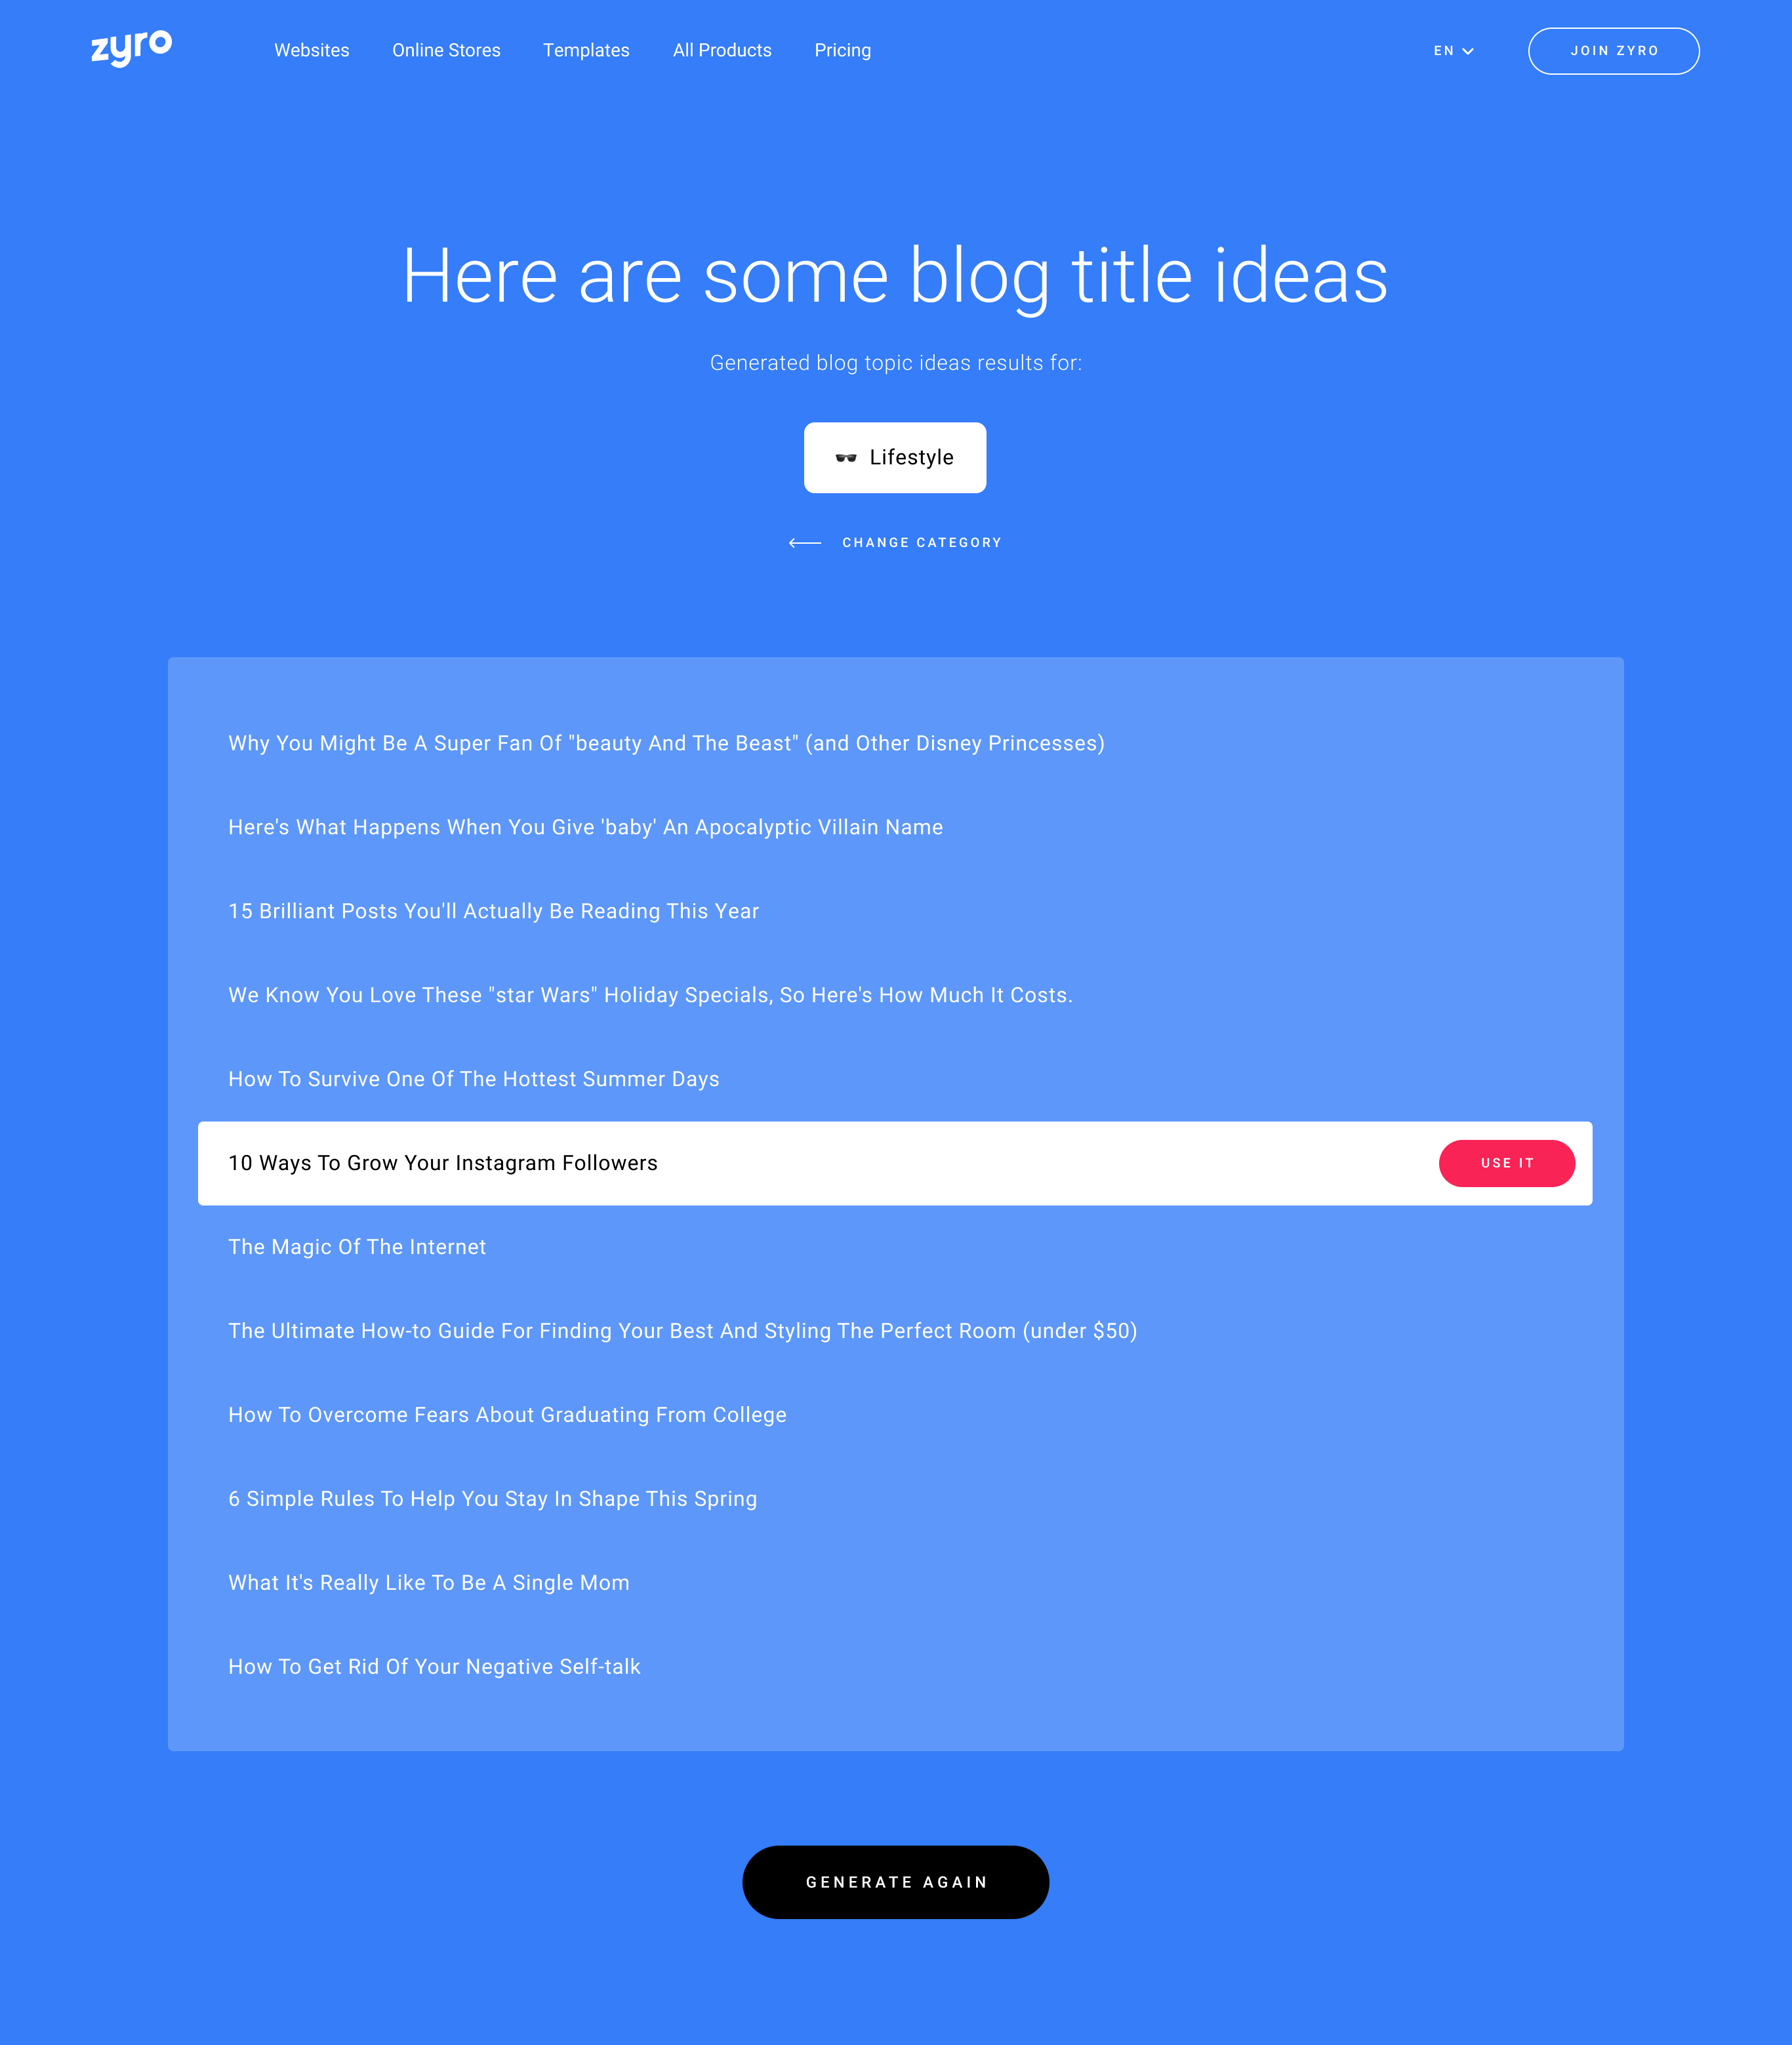 zyro
Websites
Online Stores
Templates
All Products
Pricing
EN
JOIN ZYRO
Here are some blog title ideas
Generated blog topic ideas results for:
Lifestyle
CHANGE CATEGORY
Why You Might Be A Super Fan Of "beauty And The Beast" (and Other Disney Princesses)
Here's What Happens When You Give 'baby' An Apocalyptic Villain Name
15 Brilliant Posts You'll Actually Be Reading This Year
We Know You Love These "star Wars" Holiday Specials, So Here's How Much It Costs.
How To Survive One Of The Hottest Summer Days
10 Ways To Grow Your Instagram Followers
USE IT
The Magic Of The Internet
The Ultimate How-to Guide For Finding Your Best And Styling The Perfect Room (under $50)
How To Overcome Fears About Graduating From College
6 Simple Rules To Help You Stay In Shape This Spring
What It's Really Like To Be A Single Mom
How To Get Rid Of Your Negative Self-talk
GENERATE AGAIN